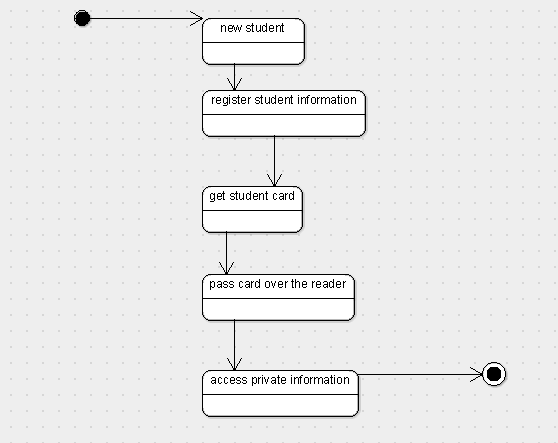 new student
register student information
get student card
pass card over the reader
access private information